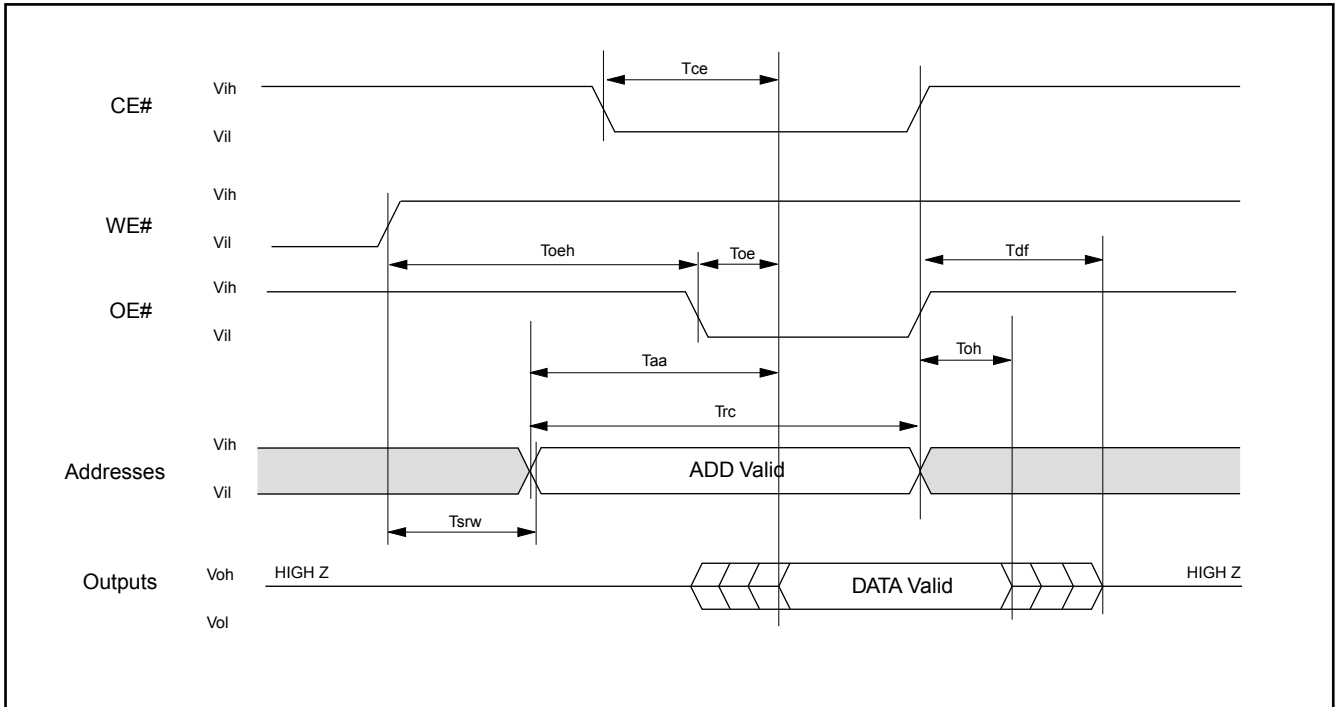 Tce
Vih
CE#
Vil
Vih
WE#
Vil
Toeh
Toe
Tdf
Vih
OE#
Vil
Toh
Taa
Trc
Vih
ADD Valid
Addresses
Vil
Tsrw
Voh
HIGH Z
HIGH Z
Outputs
DATA Valid
Vol